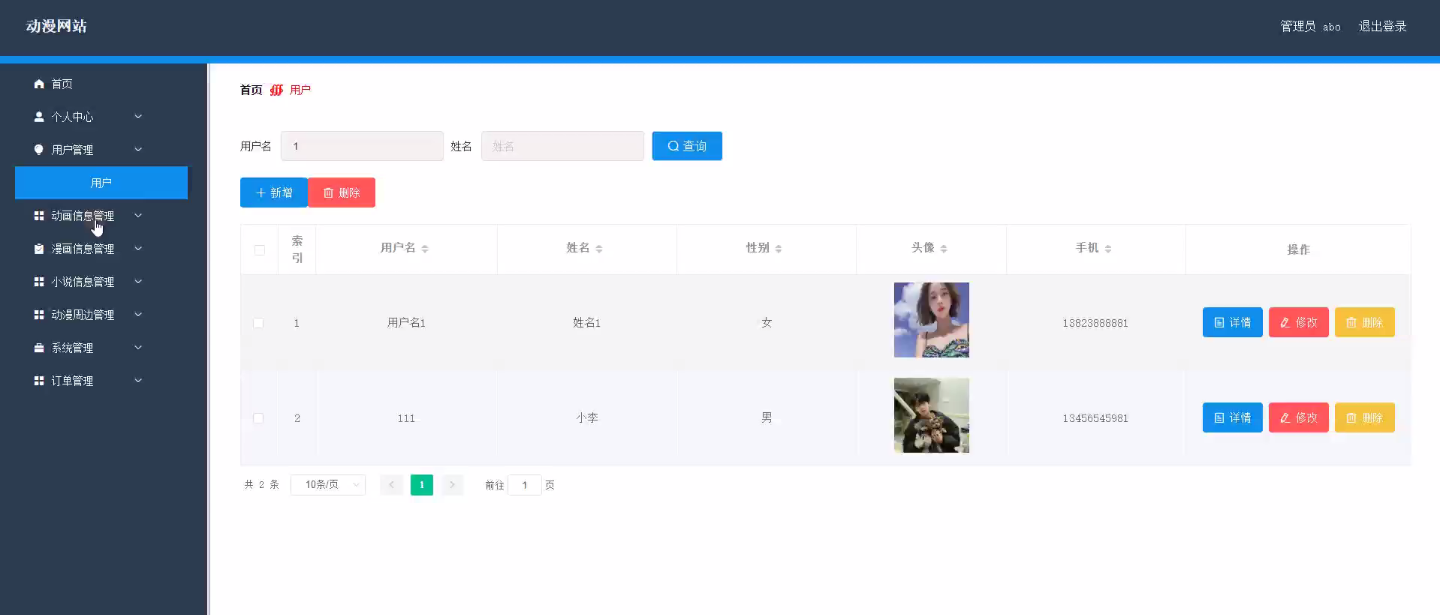 动漫网站
管理员 abo 退出登录
首页
个人中心
用户管理
用户
动画信息管理
漫画信息管理
小说信息管理
动漫周边管理
系统管理
订单管理
首页 用户
用户名 1 姓名 姓名 查询
新增 删除
索引 用户名 姓名 性别 头像 手机 操作
1 用户名1 姓名1 女 13823888881 详情 修改 删除
2 111 小李 男 13456545981 详情 修改 删除
共 2 条 10条/页 1 前往 1 页